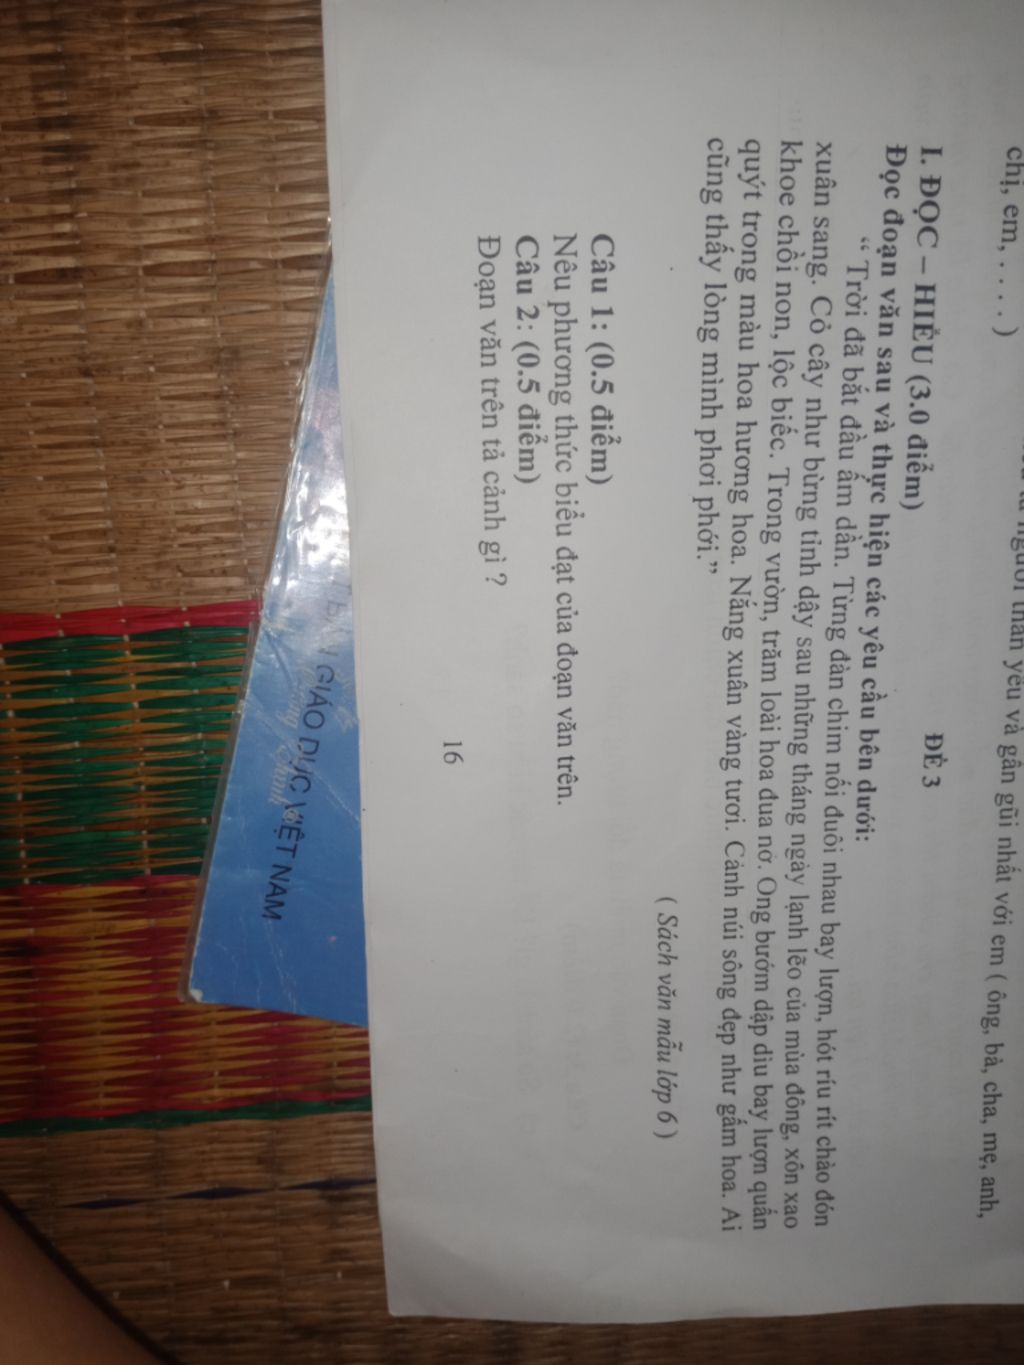 chị, em, . . . . )
người thân yêu và gần gũi nhất với em ( ông, bà, cha, mẹ, anh,
ĐỀ 3
I. ĐỌC – HIỂU (3.0 điểm)
Đọc đoạn văn sau và thực hiện các yêu cầu bên dưới:
“ Trời đã bắt đầu ấm dần. Từng đàn chim nối đuôi nhau bay lượn, hót ríu rít chào đón
xuân sang. Cỏ cây như bừng tỉnh dậy sau những tháng ngày lạnh lẽo của mùa đông, xôn xao
khoe chồi non, lộc biếc. Trong vườn, trăm loài hoa đua nở. Ong bướm dập dìu bay lượn quấn
quýt trong màu hoa hương hoa. Nắng xuân vàng tươi. Cảnh núi sông đẹp như gấm hoa. Ai
cũng thấy lòng mình phơi phới.”
( Sách văn mẫu lớp 6 )
Câu 1: (0.5 điểm)
Nêu phương thức biểu đạt của đoạn văn trên.
Câu 2: (0.5 điểm)
Đoạn văn trên tả cảnh gì ?
16
GIÁO DỤC VIỆT NAM